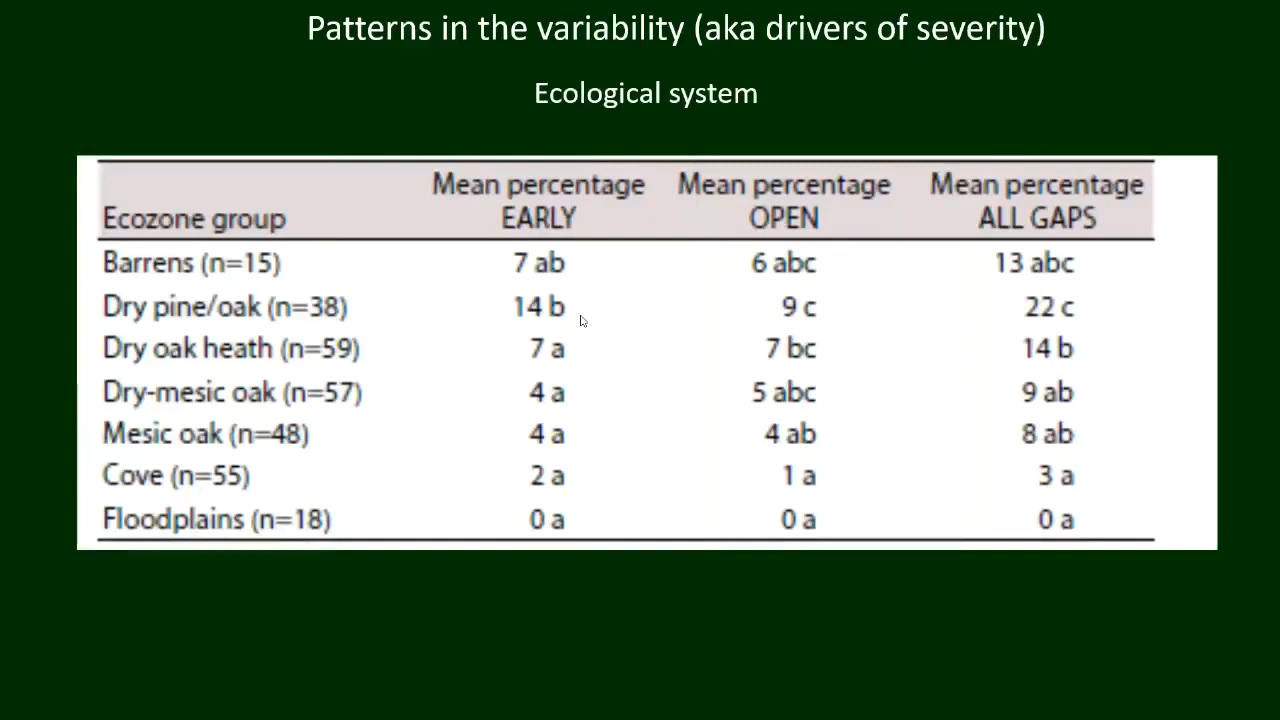 Patterns in the variability (aka drivers of severity)
Ecological system
Ecozone group Mean percentage EARLY Mean percentage OPEN Mean percentage ALL GAPS
Barrens (n=15) 7 ab 6 abc 13 abc
Dry pine/oak (n=38) 14 b 9 c 22 c
Dry oak heath (n=59) 7 a 7 bc 14 b
Dry-mesic oak (n=57) 4 a 5 abc 9 ab
Mesic oak (n=48) 4 a 4 ab 8 ab
Cove (n=55) 2 a 1 a 3 a
Floodplains (n=18) 0 a 0 a 0 a